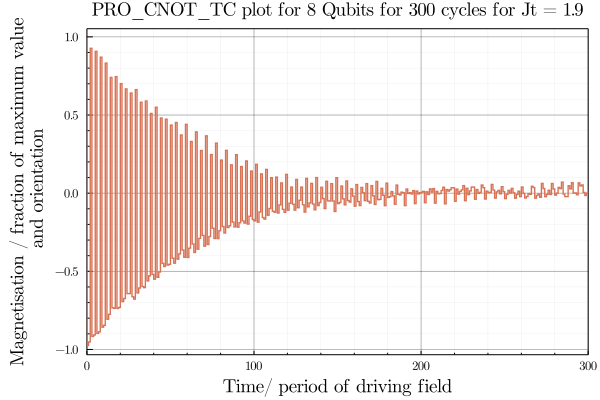 PRO_CNOT_TC plot for 8 Qubits for 300 cycles for Jt = 1.9
Magnetisation / fraction of maximum value
and orientation
1.0
0.5
0.0
−0.5
−1.0
0
100
200
300
Time/ period of driving field